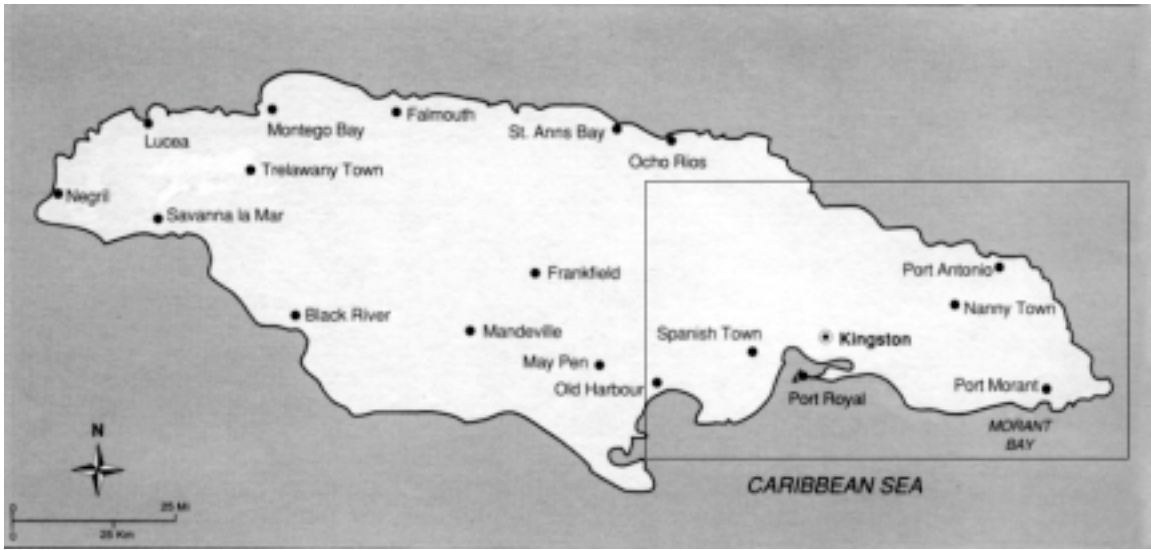 Falmouth
Montego Bay
Lucea
St. Anns Bay
Ocho Rios
Trelawany Town
Negril
Savanna la Mar
Frankfield
Port Antonio
Nanny Town
Black River
Mandeville
Spanish Town
Kingston
May Pen
Old Harbour
Port Royal
Port Morant
MORANT
BAY
N
CARIBBEAN SEA
0 25 Mi
0 25 Km